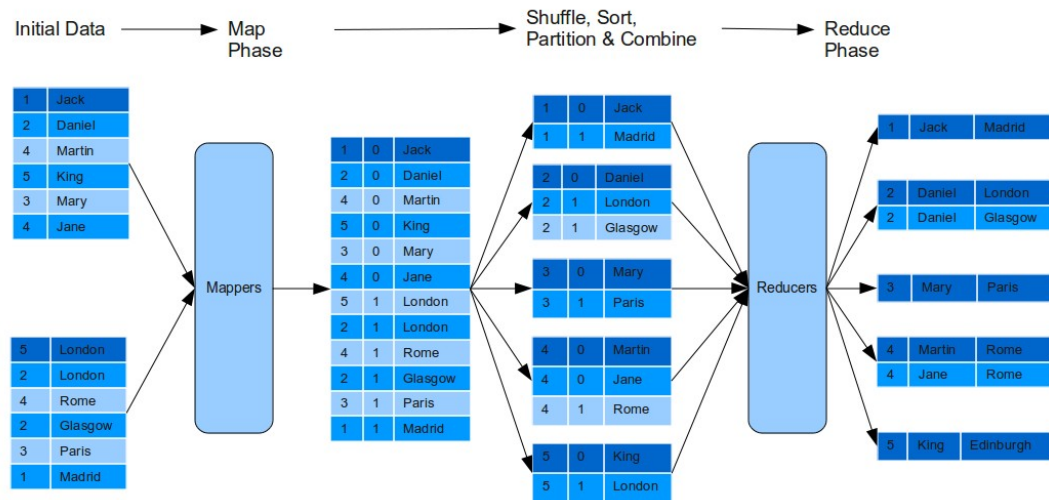 Initial Data
Map
Phase
Shuffle, Sort,
Partition & Combine
Reduce
Phase
1 Jack
2 Daniel
4 Martin
5 King
3 Mary
4 Jane
5 London
2 London
4 Rome
2 Glasgow
3 Paris
1 Madrid
Mappers
1 0 Jack
2 0 Daniel
4 0 Martin
5 0 King
3 0 Mary
4 0 Jane
5 1 London
2 1 London
4 1 Rome
2 1 Glasgow
3 1 Paris
1 1 Madrid
1 0 Jack
1 1 Madrid
2 0 Daniel
2 1 London
2 1 Glasgow
3 0 Mary
3 1 Paris
4 0 Martin
4 0 Jane
4 1 Rome
5 0 King
5 1 London
Reducers
1 Jack Madrid
2 Daniel London
2 Daniel Glasgow
3 Mary Paris
4 Martin Rome
4 Jane Rome
5 King Edinburgh